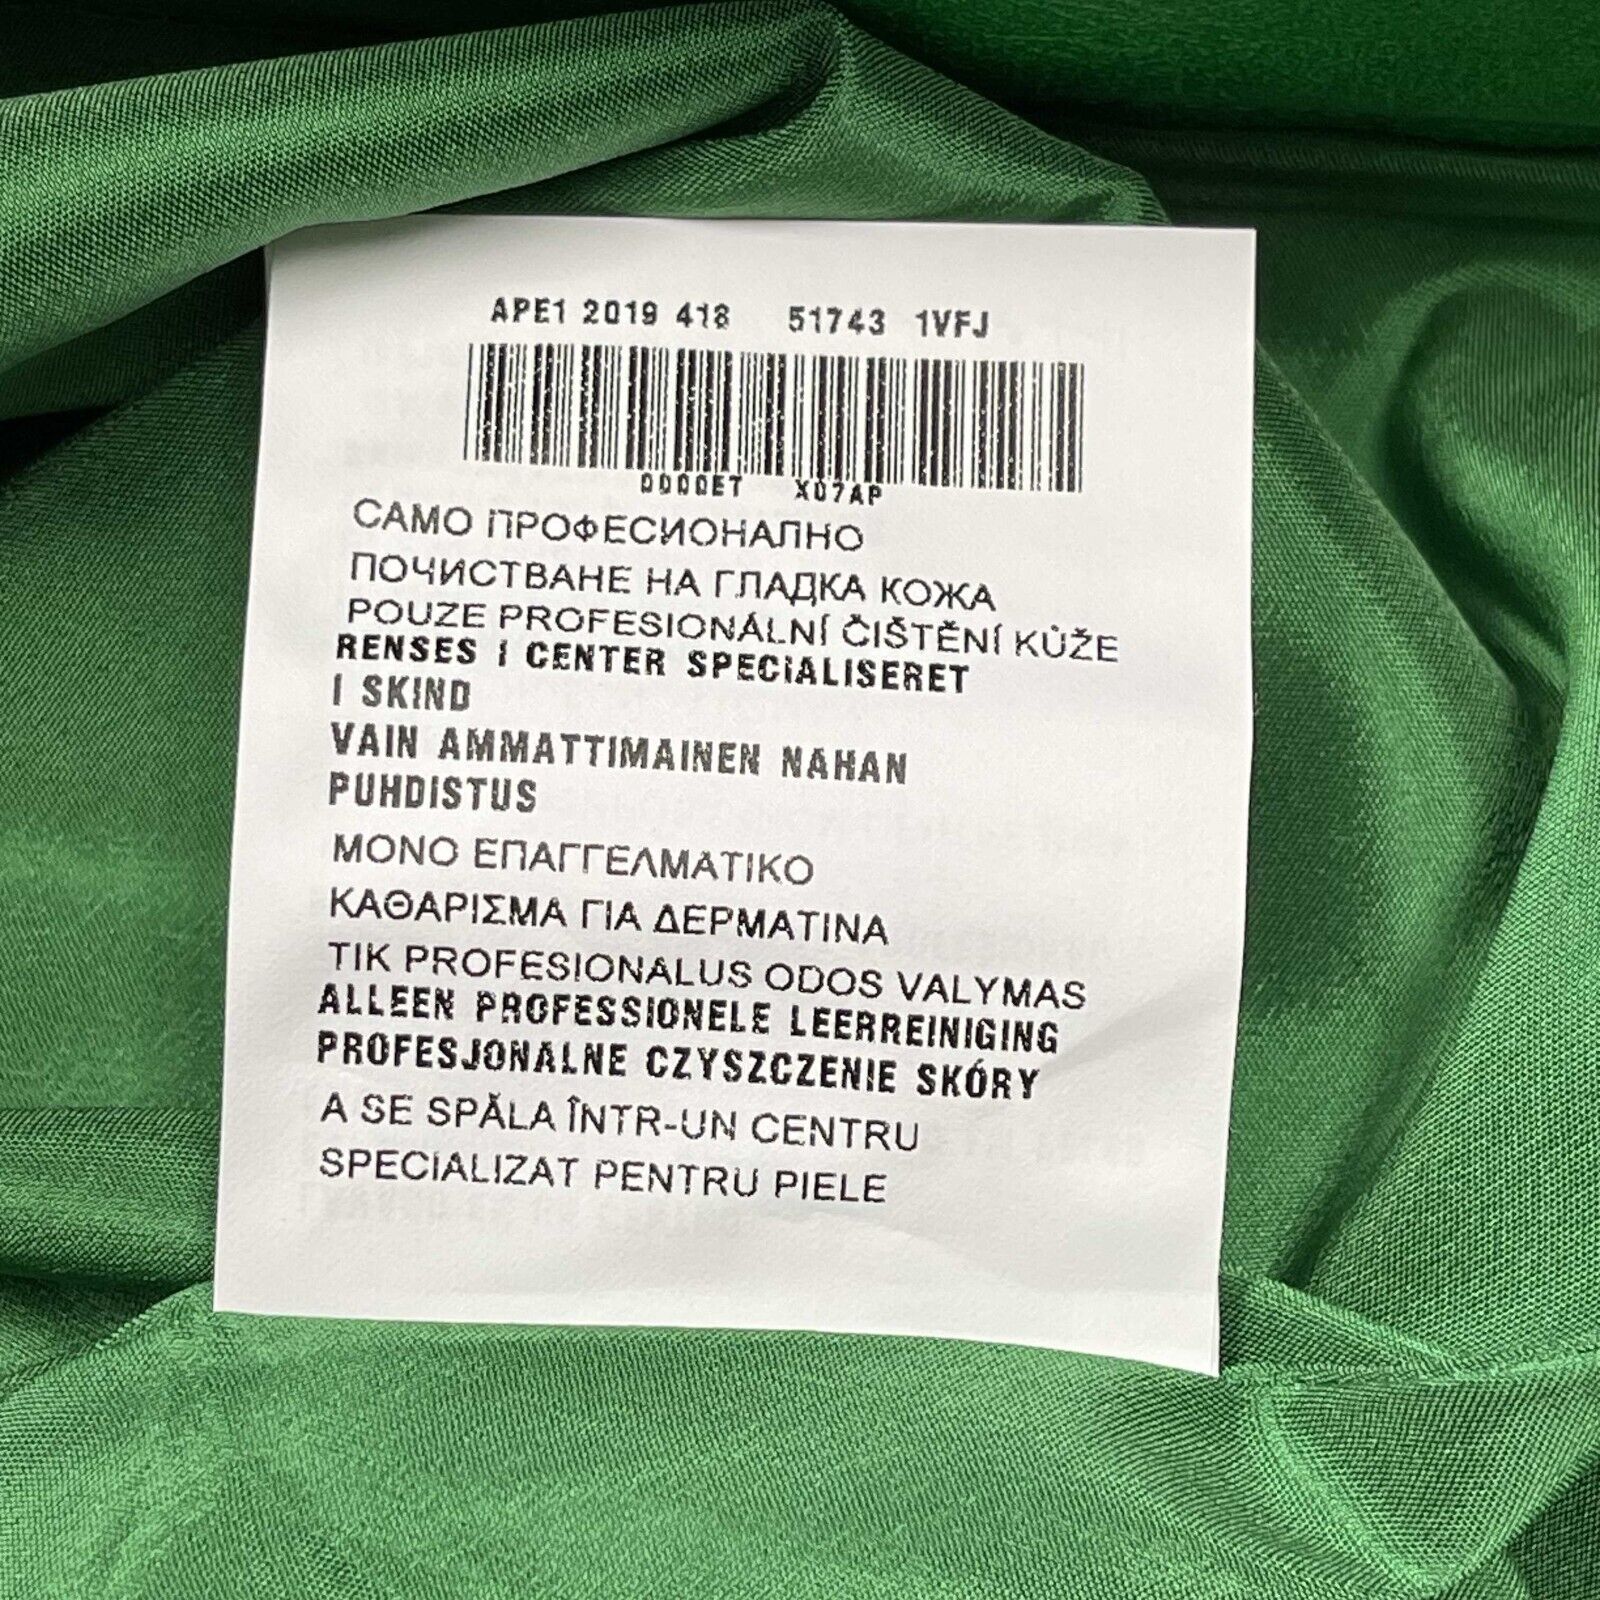 APE1 2019 418 51743 1VFJ
0000ET X07AP
САМО ПРОФЕСИОНАЛНО
ПОЧИСТВАНЕ НА ГЛАДКА КОЖА
POUZE PROFESIONÁLNÍ ČIŠTĚNÍ KŮŽE
RENSES I CENTER SPECIALISERET
I SKIND
VAIN AMMATTIMAINEN NAHAN
PUHDISTUS
ΜΟΝΟ ΕΠΑΓΓΕΛΜΑΤΙΚΟ
ΚΑΘΑΡΙΣΜΑ ΓΙΑ ΔΕΡΜΑΤΙΝΑ
TIK PROFESIONALUS ODOS VALYMAS
ALLEEN PROFESSIONELE LEERREINIGING
PROFESJONALNE CZYSZCZENIE SKÓRY
A SE SPĂLA ÎNTR-UN CENTRU
SPECIALIZAT PENTRU PIELE